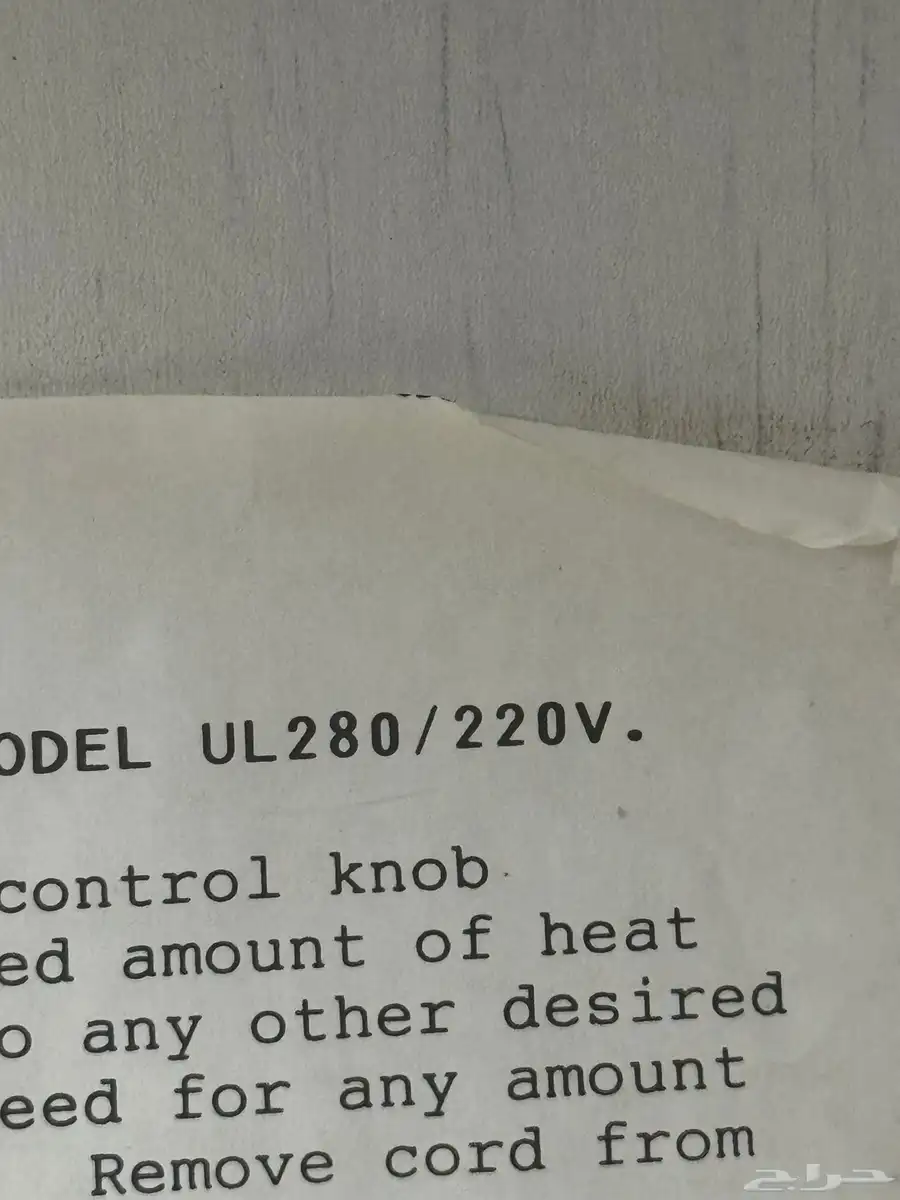 ODEL UL280/220V.
control knob
ed amount of heat
o any other desired
eed for any amount
Remove cord from
حراج